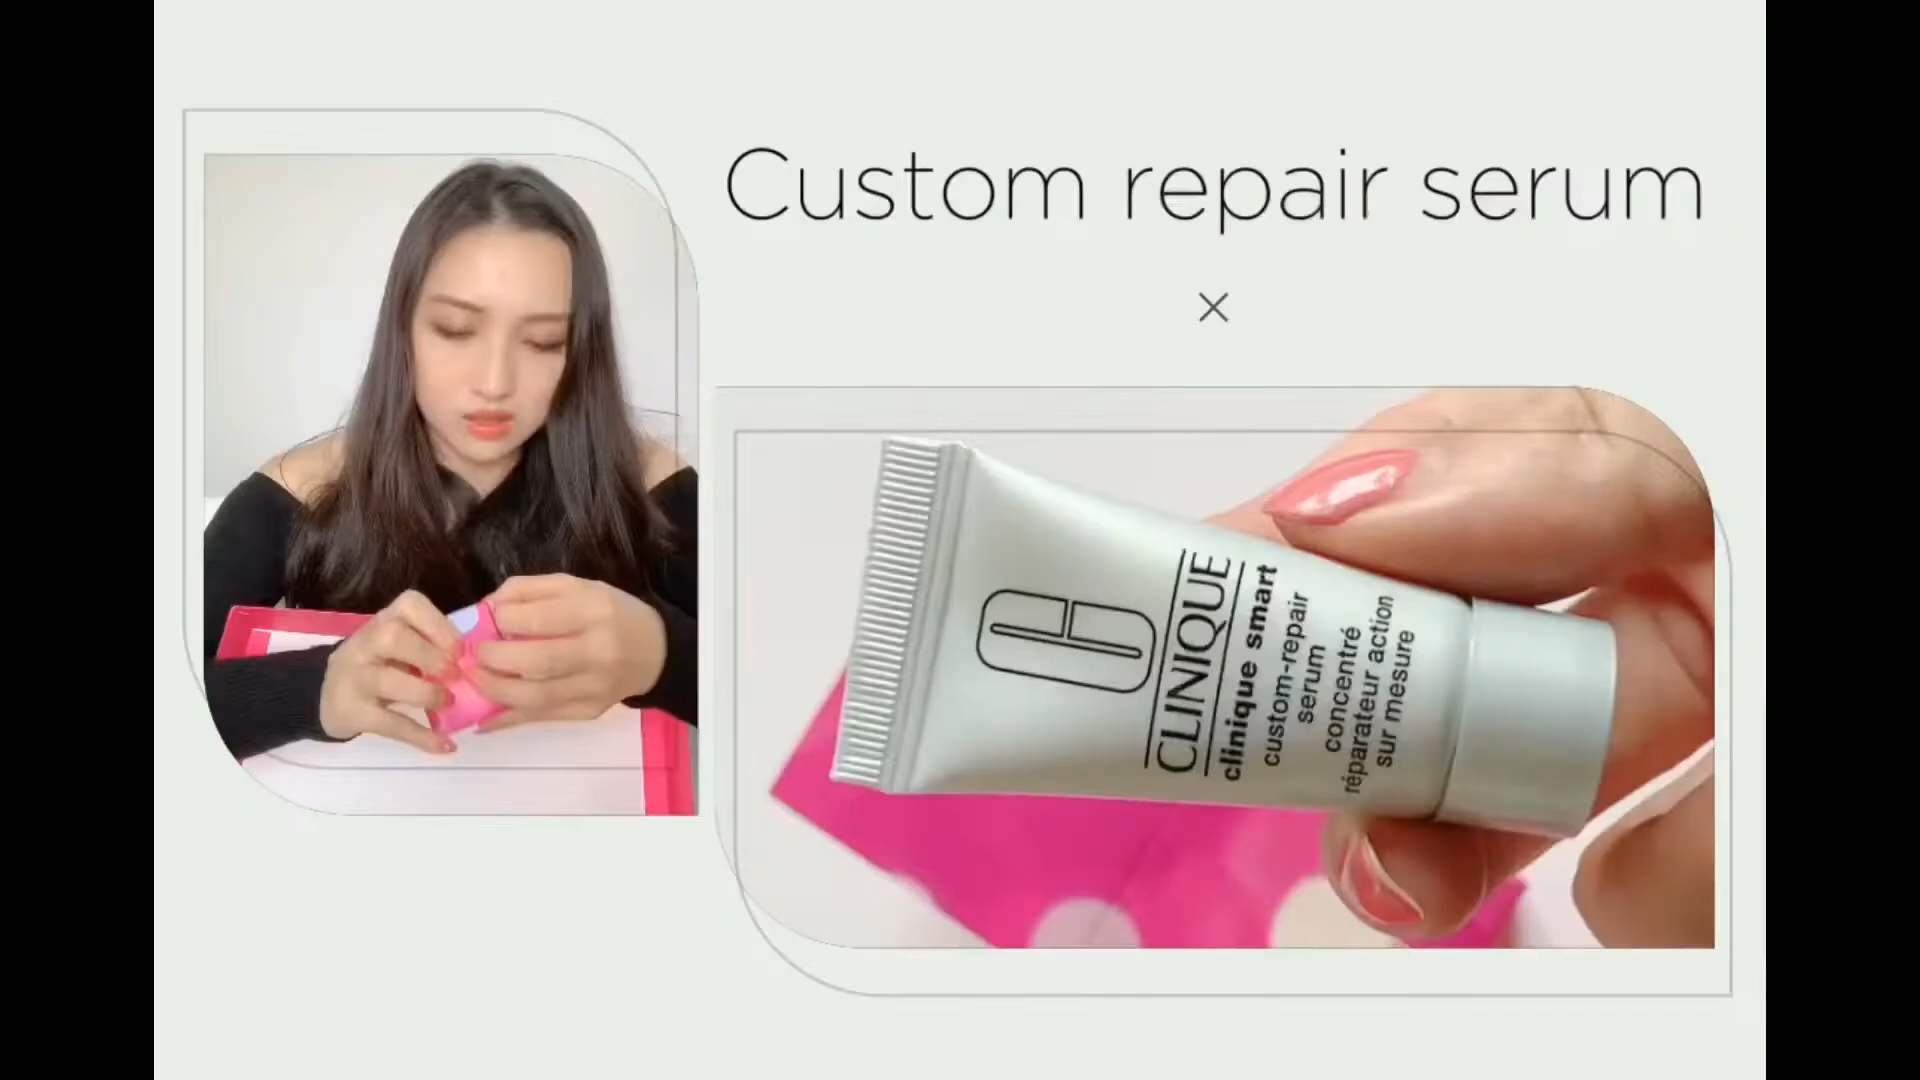 Custom repair serum
×
CLINIQUE
clinique smart
custom-repair
serum
concentré
réparateur action
sur mesure